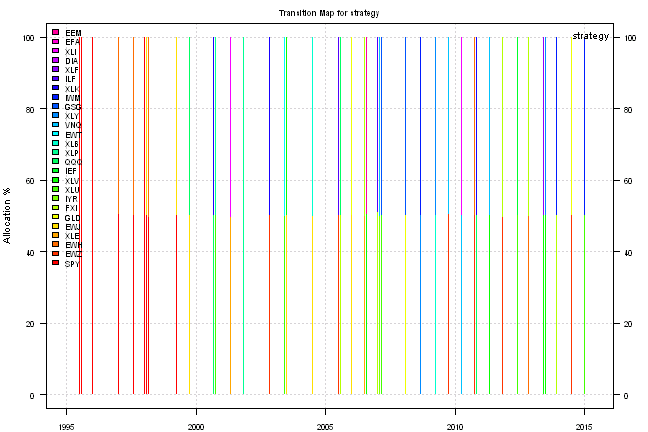 Transition Map for strategy
strategy
EEM
EFA
XLI
DIA
XLF
ILF
XLK
IWM
GSG
XLY
VNQ
EWT
XLB
XLP
QQQ
IEF
XLV
XLU
IYR
FXI
GLD
EWJ
XLE
EWH
EWZ
SPY
Allocation %
100
80
60
40
20
0
100
80
60
40
20
0
1995
2000
2005
2010
2015